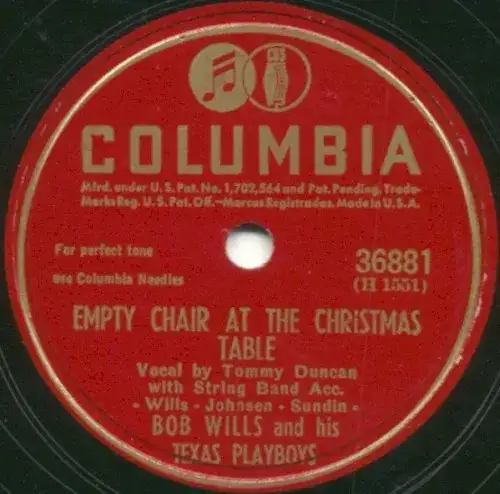 COLUMBIA
Mfrd. under U.S. Pat. No. 1,702,564 and Pat. Pending. Trade-
Marks Reg. U.S. Pat. Off.-Marcas Registradas. Made in U.S.A.
For perfect tone
use Columbia Needles
36881
(H 1551)
EMPTY CHAIR AT THE CHRISTMAS
TABLE
Vocal by Tommy Duncan
with String Band Acc.
- Wills - Johnsen - Sundin -
BOB WILLS and his
TEXAS PLAYBOYS